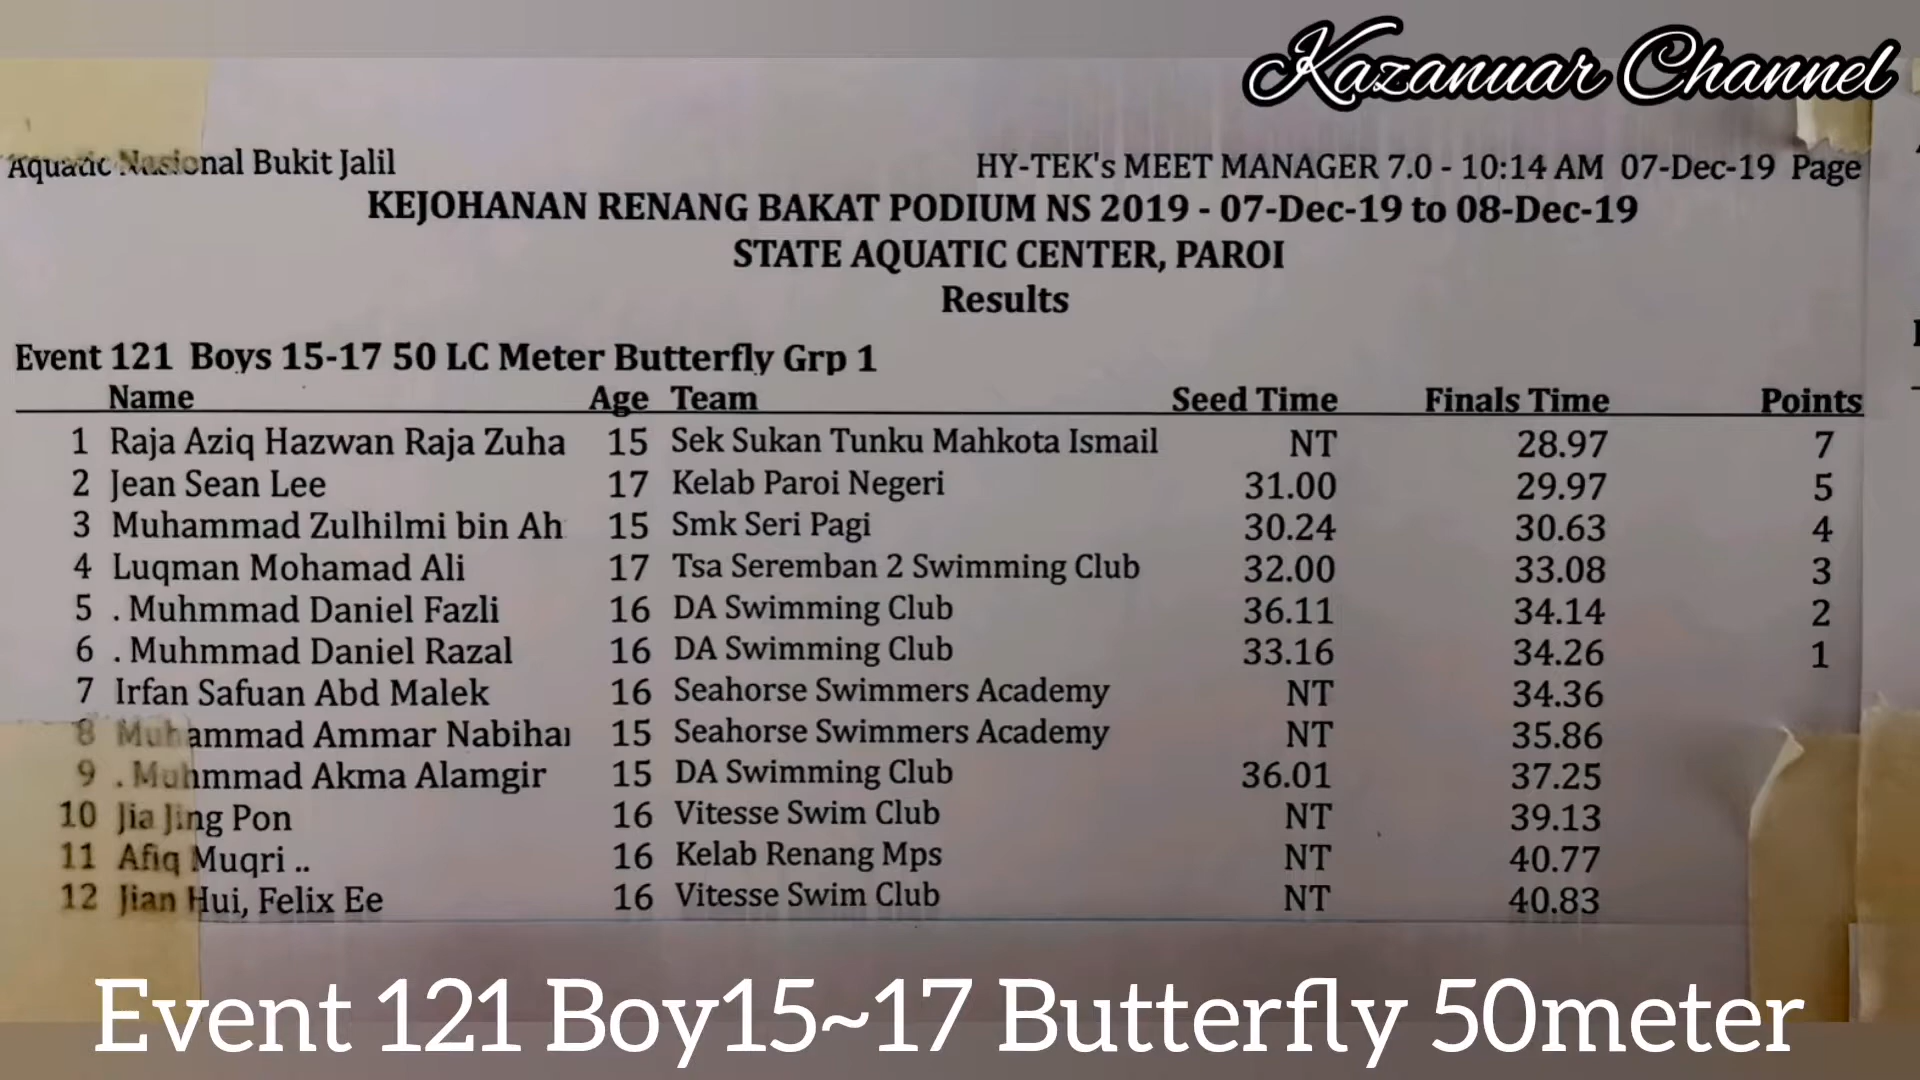 Kazanuar Channel
Aquatic Nasional Bukit Jalil HY-TEK's MEET MANAGER 7.0 - 10:14 AM 07-Dec-19 Page
KEJOHANAN RENANG BAKAT PODIUM NS 2019 - 07-Dec-19 to 08-Dec-19
STATE AQUATIC CENTER, PAROI
Results
Event 121 Boys 15-17 50 LC Meter Butterfly Grp 1
Name Age Team Seed Time Finals Time Points
1 Raja Aziq Hazwan Raja Zuha 15 Sek Sukan Tunku Mahkota Ismail NT 28.97 7
2 Jean Sean Lee 17 Kelab Paroi Negeri 31.00 29.97 5
3 Muhammad Zulhilmi bin Ah 15 Smk Seri Pagi 30.24 30.63 4
4 Luqman Mohamad Ali 17 Tsa Seremban 2 Swimming Club 32.00 33.08 3
5 . Muhmmad Daniel Fazli 16 DA Swimming Club 36.11 34.14 2
6 . Muhmmad Daniel Razal 16 DA Swimming Club 33.16 34.26 1
7 Irfan Safuan Abd Malek 16 Seahorse Swimmers Academy NT 34.36
8 Muhammad Ammar 15 Seahorse Swimmers Academy NT 35.86
9 . Muhmmad Akma Alamgir 15 DA Swimming Club 36.01 37.25
10 Jia Jing Pon 16 Vitesse Swim Club NT 39.13
11 Afiq Muqri .. 16 Kelab Renang Mps NT 40.77
12 Jian Hui, Felix Ee 16 Vitesse Swim Club NT 40.83
Event 121 Boy15~17 Butterfly 50meter